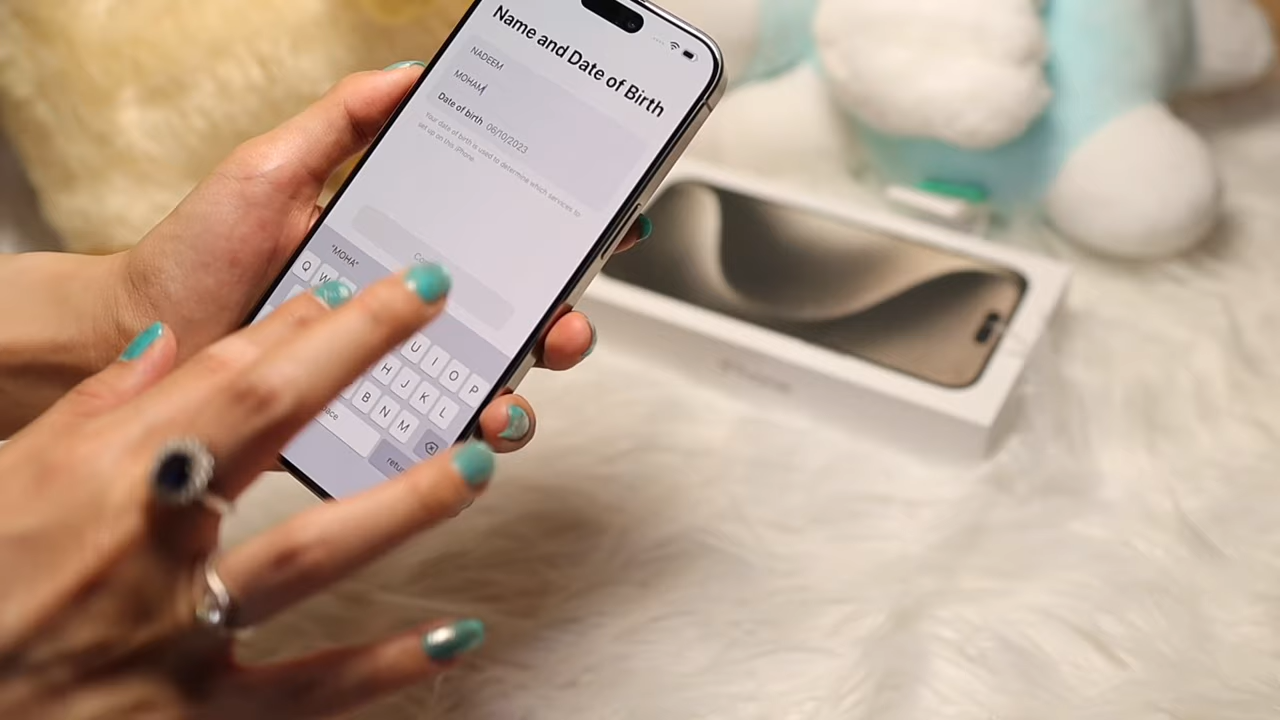 Name and Date of Birth
NADEEM
MOHAM
Date of birth 06/10/2023
Your date of birth is used to determine which services to
set up on this iPhone.
"MOHA"
Q W
U I O P
H J K L
B N M